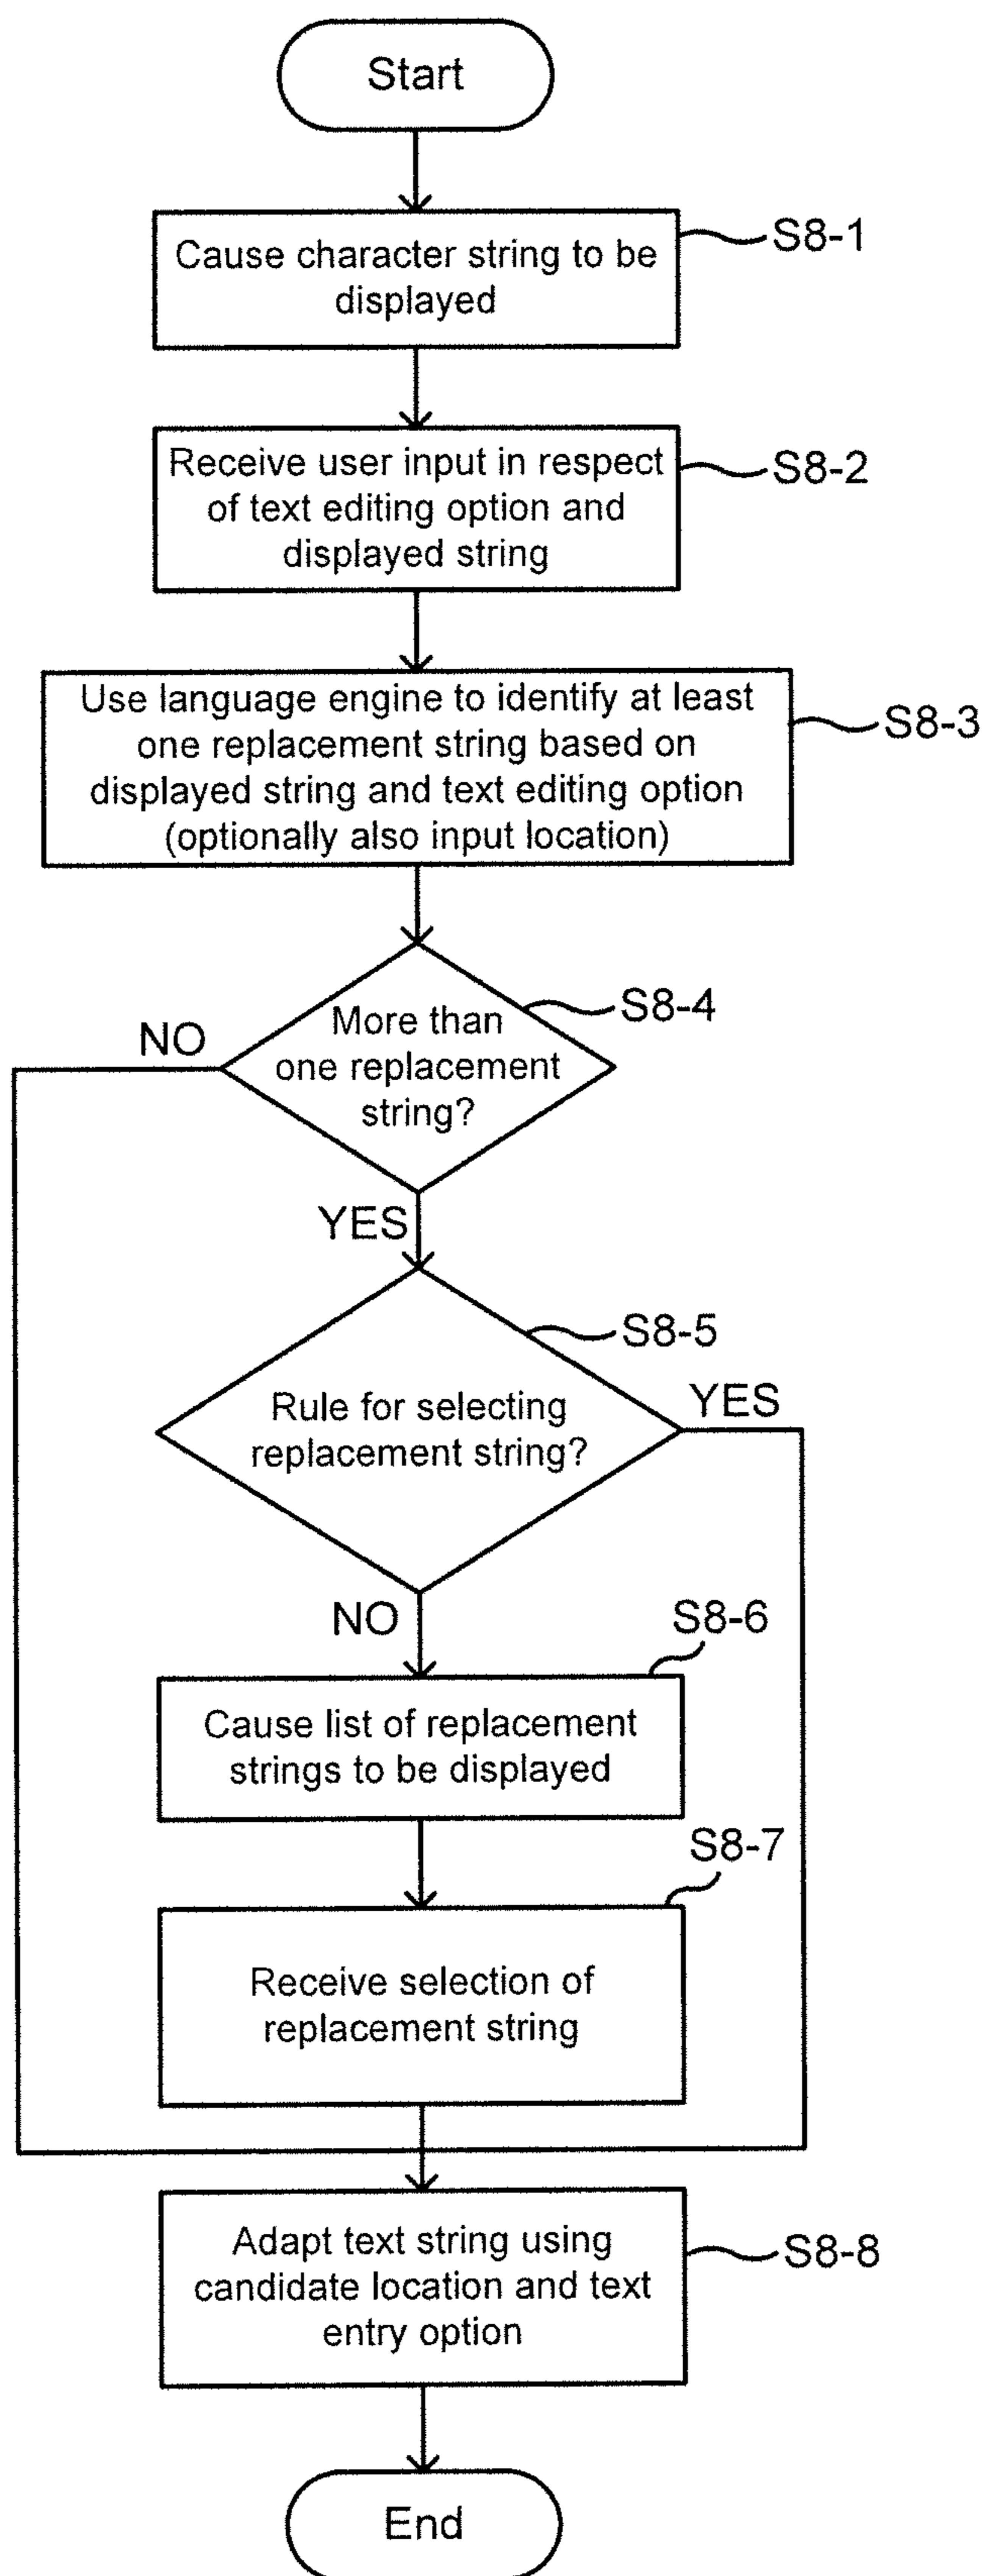 Start
Cause character string to be
displayed
S8-1
Receive user input in respect
of text editing option and
displayed string
S8-2
Use language engine to identify at least
one replacement string based on
displayed string and text editing option
(optionally also input location)
S8-3
More than
one replacement
string?
S8-4
NO
YES
Rule for selecting
replacement string?
S8-5
YES
NO
S8-6
Cause list of replacement
strings to be displayed
S8-7
Receive selection of
replacement string
Adapt text string using
candidate location and text
entry option
S8-8
End